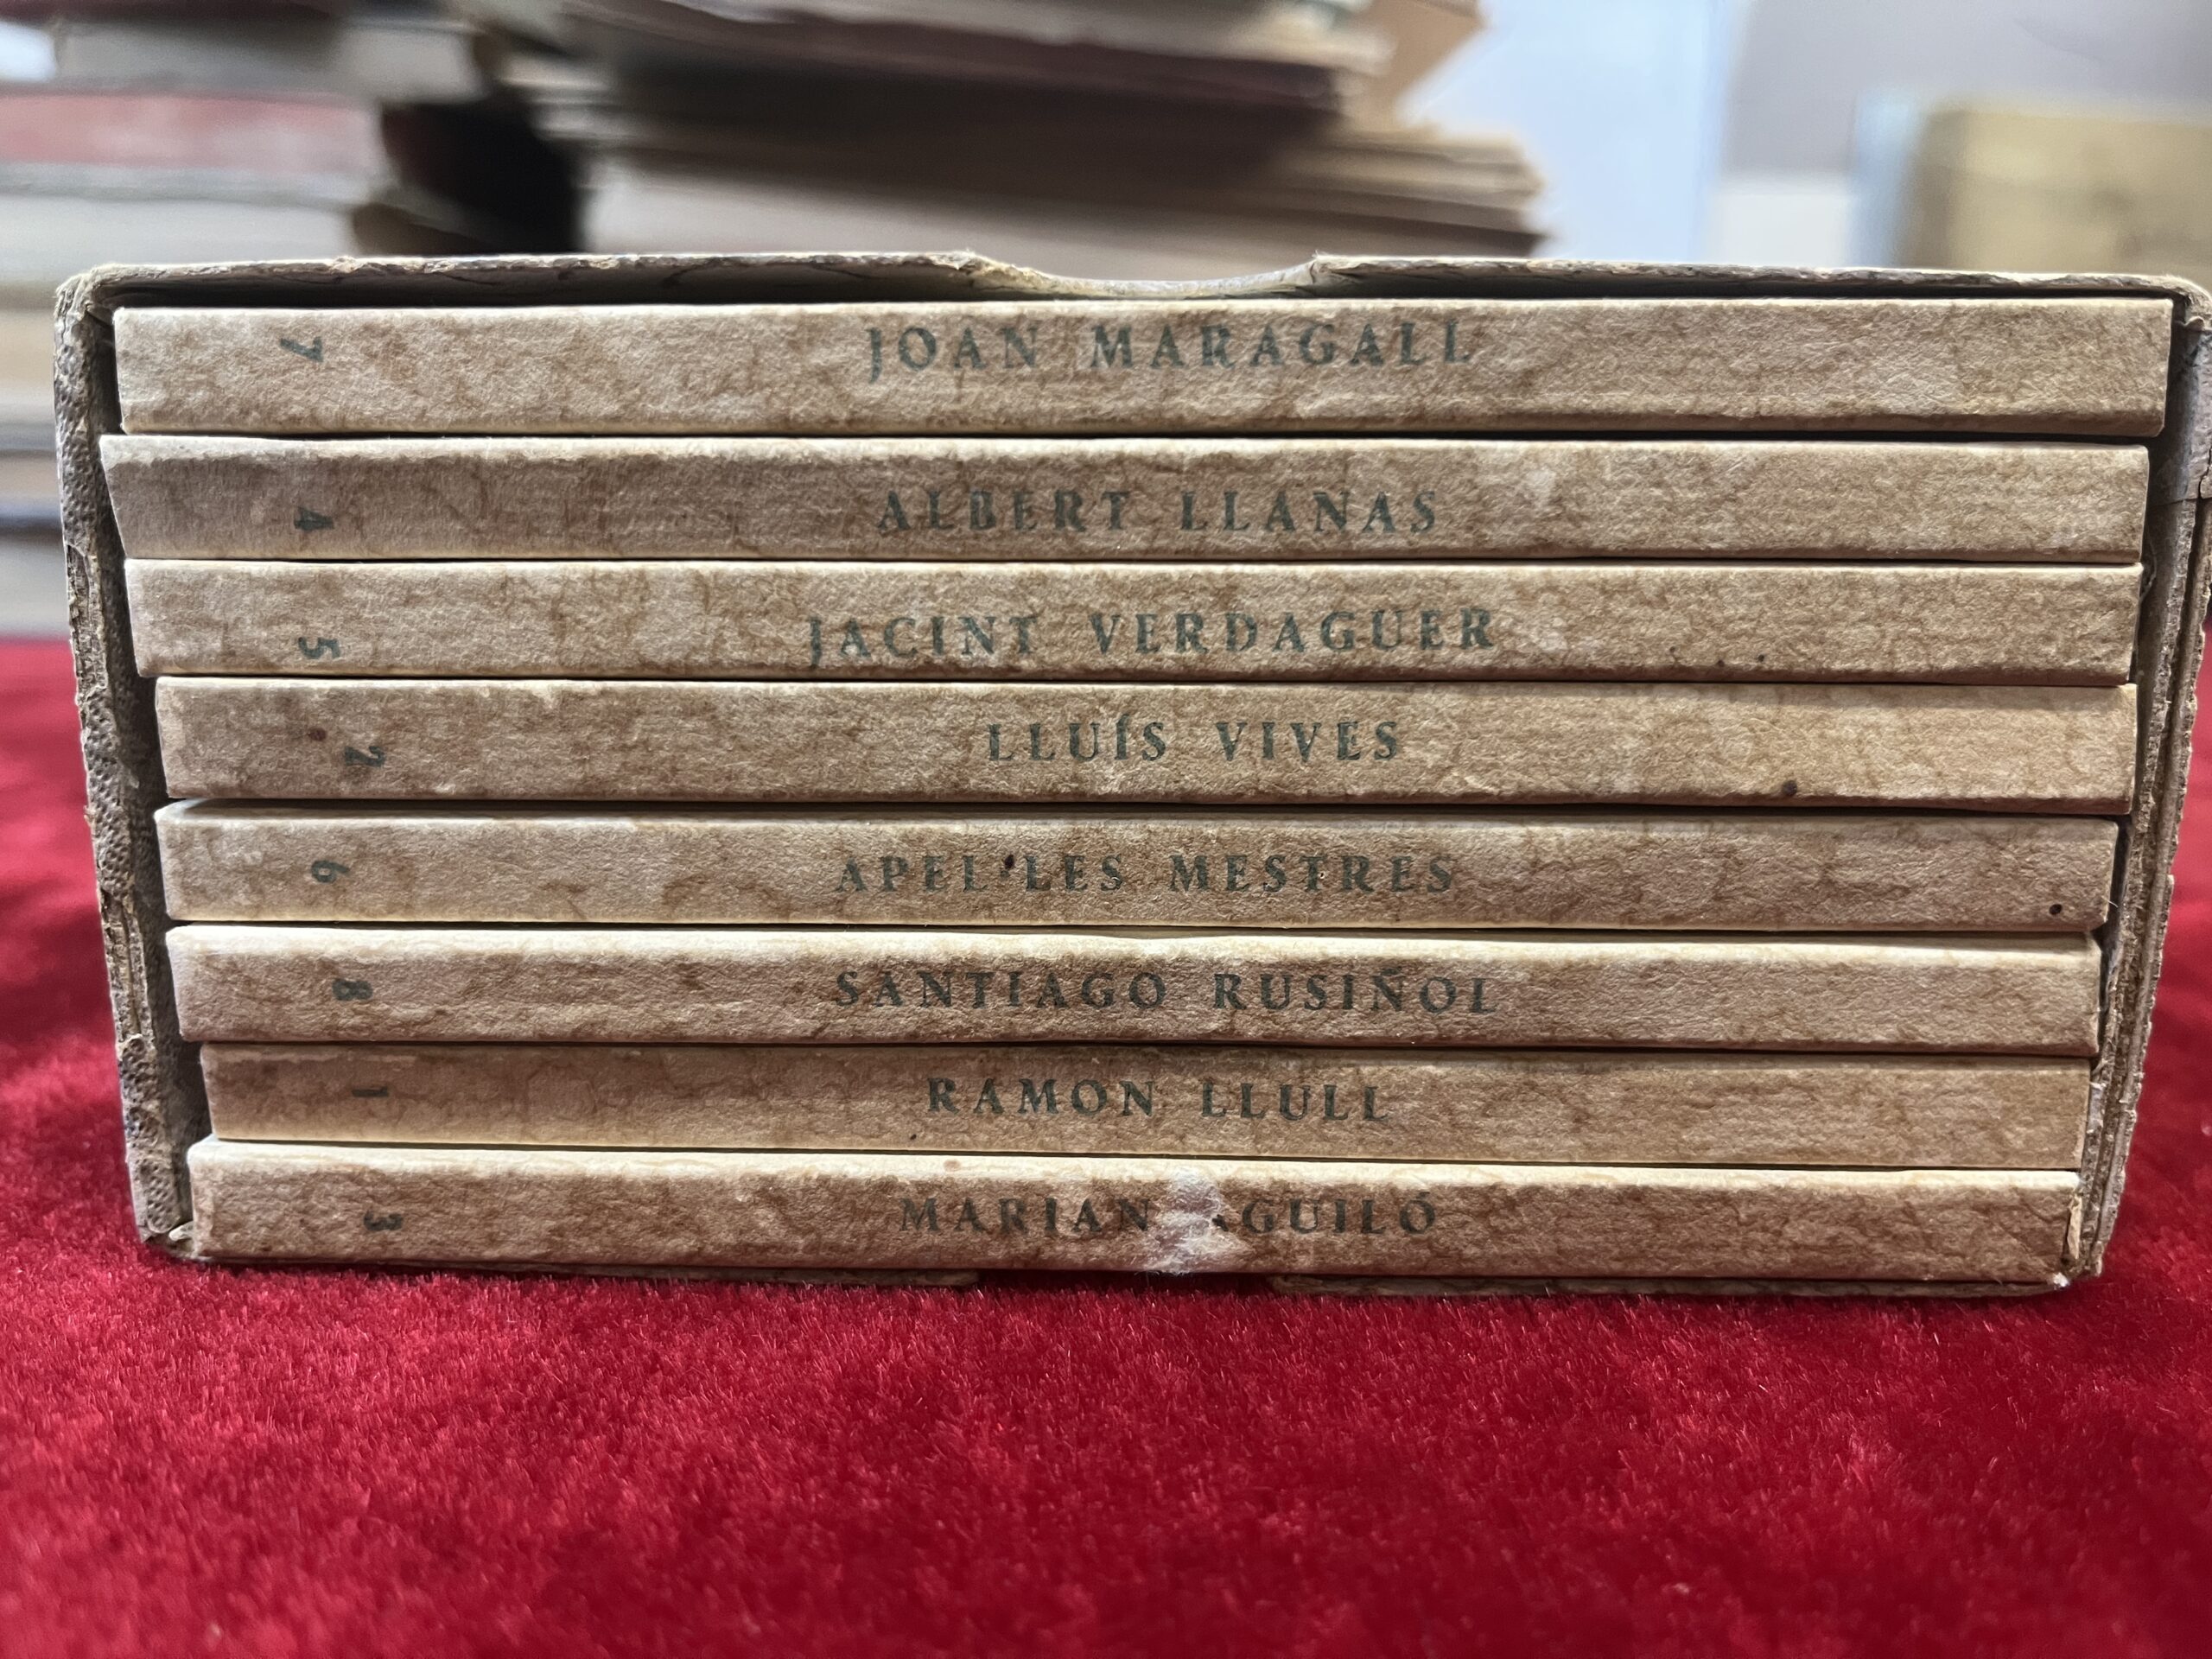 7 JOAN MARAGALL
4 ALBERT LLANAS
5 JACINT VERDAGUER
2 LLUÍS VIVES
6 APEL·LES MESTRES
8 SANTIAGO RUSIÑOL
1 RAMON LLULL
3 MARIAN AGUILÓ